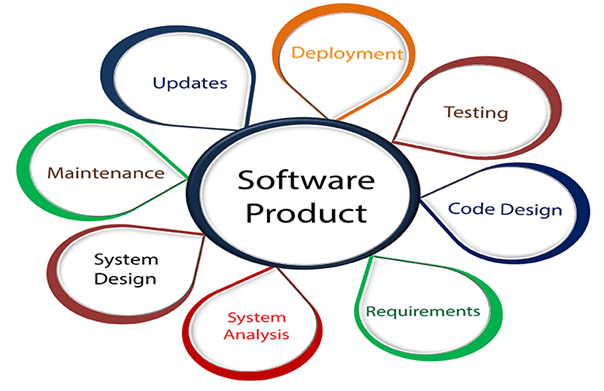 Deployment
Updates
Testing
Maintenance
Software
Product
Code Design
System
Design
System
Analysis
Requirements